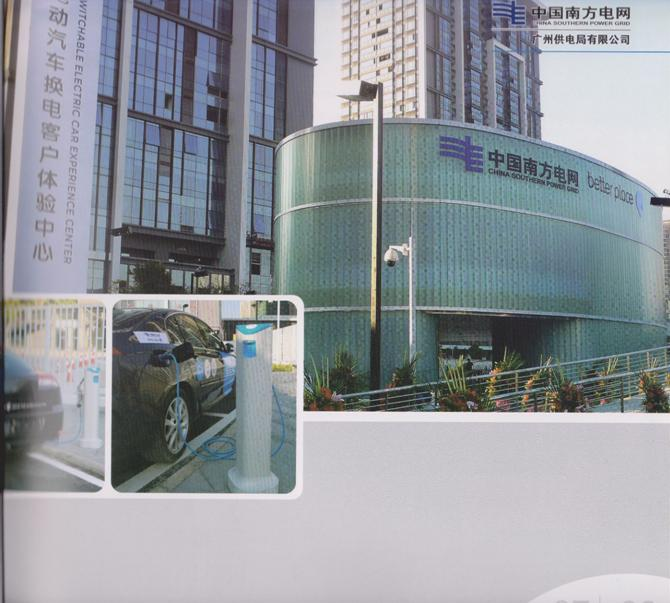 中国南方电网
CHINA SOUTHERN POWER GRID
广州供电局有限公司
动汽车换电客户体验中心
WITCHABLE ELECTRIC CAR EXPERIENCE CENTER
中国南方电网
CHINA SOUTHERN POWER GRID
better place